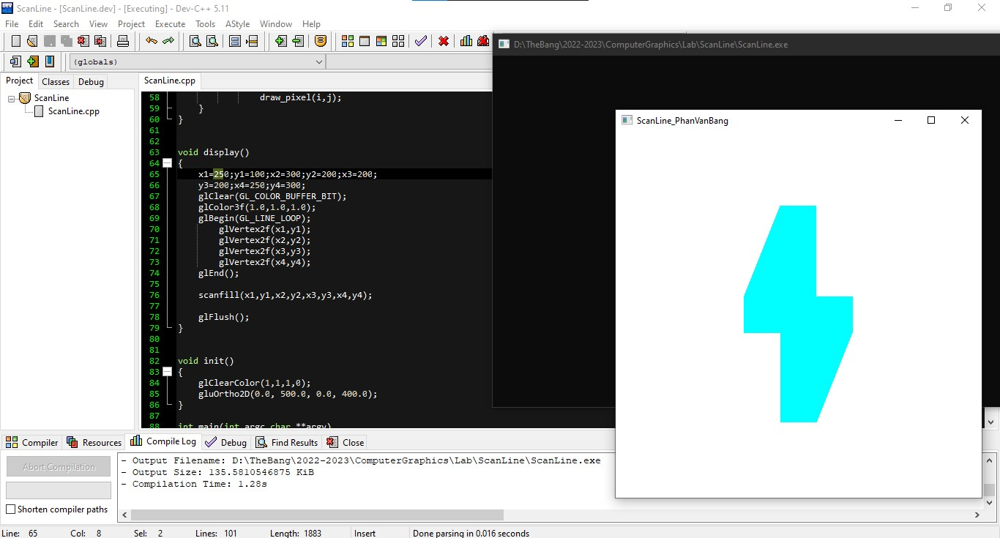 ScanLine - [ScanLine.dev] - [Executing] - Dev-C++ 5.11
File Edit Search View Project Execute Tools AStyle Window Help
(globals)
D:\TheBang\2022-2023\ComputerGraphics\Lab\ScanLine\ScanLine.exe
Project Classes Debug
ScanLine
ScanLine.cpp
ScanLine.cpp
58 draw_pixel(i,j);
59 }
60 }
61
62
63 void display()
64 {
65 x1=250;y1=100;x2=300;y2=200;x3=200;
66 y3=200;x4=250;y4=300;
67 glClear(GL_COLOR_BUFFER_BIT);
68 glColor3f(1.0,1.0,1.0);
69 glBegin(GL_LINE_LOOP);
70 glVertex2f(x1,y1);
71 glVertex2f(x2,y2);
72 glVertex2f(x3,y3);
73 glVertex2f(x4,y4);
74 glEnd();
75
76 scanfill(x1,y1,x2,y2,x3,y3,x4,y4);
77
78 glFlush();
79 }
80
81
82 void init()
83 {
84 glClearColor(1,1,1,0);
85 gluOrtho2D(0.0, 500.0, 0.0, 400.0);
86 }
87
88 int main(int argc,char **argv)
ScanLine_PhanVanBang
Compiler Resources Compile Log Debug Find Results Close
Abort Compilation
Shorten compiler paths
- Output Filename: D:\TheBang\2022-2023\ComputerGraphics\Lab\ScanLine\ScanLine.exe
- Output Size: 135.5810546875 KiB
- Compilation Time: 1.28s
Line: 65 Col: 8 Sel: 2 Lines: 101 Length: 1883 Insert Done parsing in 0.016 seconds